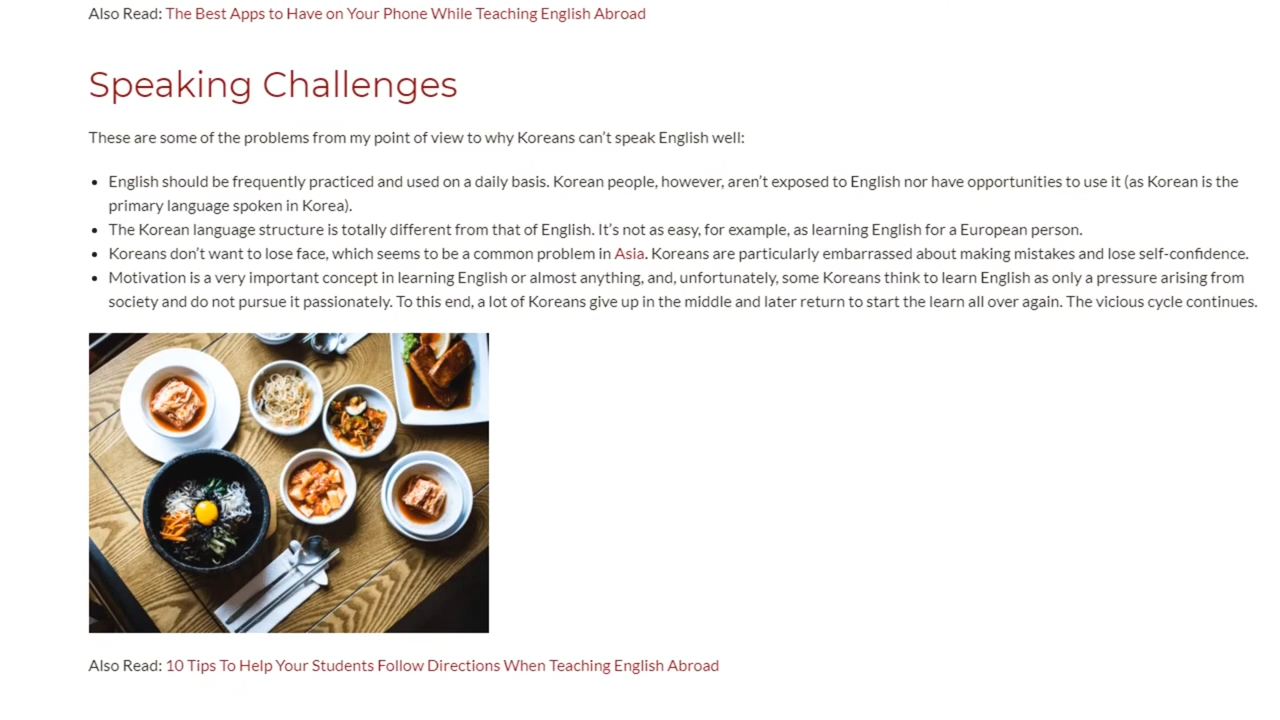 Also Read: The Best Apps to Have on Your Phone While Teaching English Abroad
Speaking Challenges
These are some of the problems from my point of view to why Koreans can’t speak English well:
• English should be frequently practiced and used on a daily basis. Korean people, however, aren’t exposed to English nor have opportunities to use it (as Korean is the
primary language spoken in Korea).
• The Korean language structure is totally different from that of English. It’s not as easy, for example, as learning English for a European person.
• Koreans don’t want to lose face, which seems to be a common problem in Asia. Koreans are particularly embarrassed about making mistakes and lose self-confidence.
• Motivation is a very important concept in learning English or almost anything, and, unfortunately, some Koreans think to learn English as only a pressure arising from
society and do not pursue it passionately. To this end, a lot of Koreans give up in the middle and later return to start the learn all over again. The vicious cycle continues.
Also Read: 10 Tips To Help Your Students Follow Directions When Teaching English Abroad